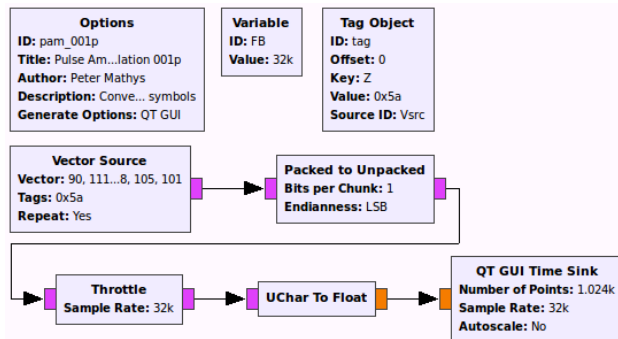 Options
ID: pam_001p
Title: Pulse Am...lation 001p
Author: Peter Mathys
Description: Conve... symbols
Generate Options: QT GUI
Variable
ID: FB
Value: 32k
Tag Object
ID: tag
Offset: 0
Key: Z
Value: 0x5a
Source ID: Vsrc
Vector Source
Vector: 90, 111...8, 105, 101
Tags: 0x5a
Repeat: Yes
Packed to Unpacked
Bits per Chunk: 1
Endianness: LSB
Throttle
Sample Rate: 32k
UChar To Float
QT GUI Time Sink
Number of Points: 1.024k
Sample Rate: 32k
Autoscale: No